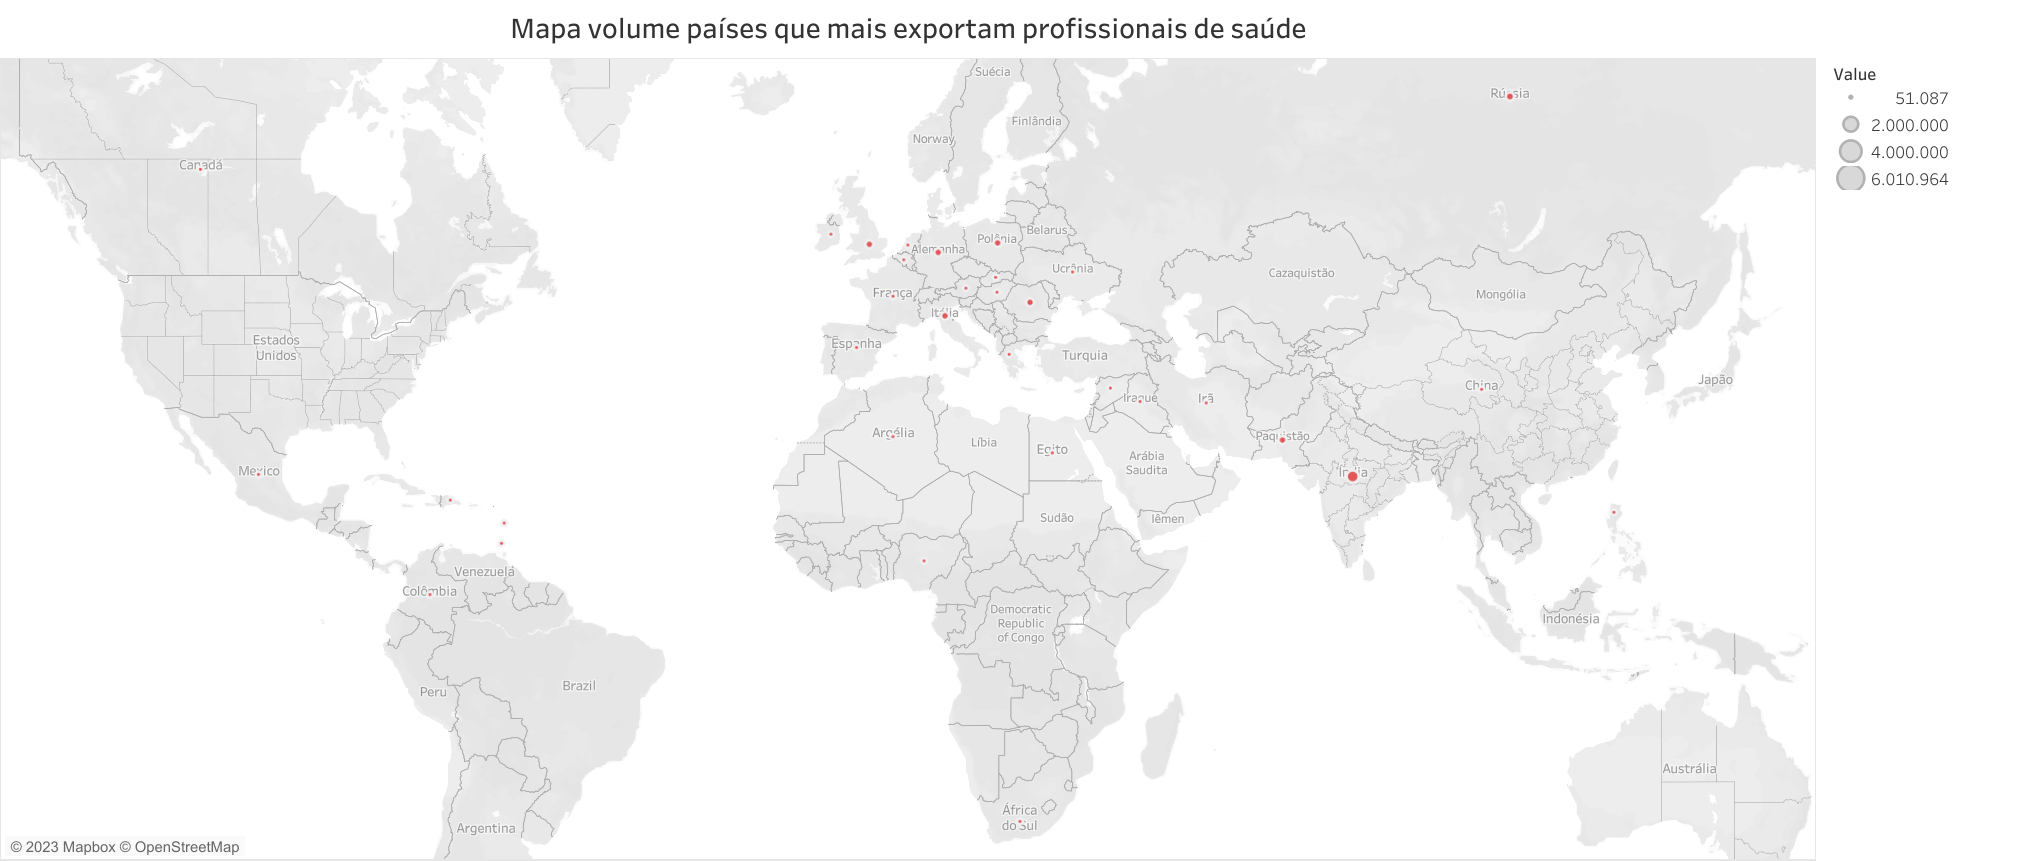 Mapa volume países que mais exportam profissionais de saúde
Value
51.087
2.000.000
4.000.000
6.010.964
Suécia
Rússia
Finlândia
Norway
Canadá
Belarus
Polônia
Alemanha
Ucrânia
Cazaquistão
França
Mongólia
Itália
Estados
Unidos
Espanha
Turquia
Japão
China
Iraque
Irã
Argélia
Líbia
Egito
Paquistão
Arábia
Saudita
México
Índia
Sudão
Iêmen
Venezuela
Colômbia
Democratic
Republic
of Congo
Indonésia
Brazil
Peru
Austrália
África
do Sul
Argentina
© 2023 Mapbox © OpenStreetMap